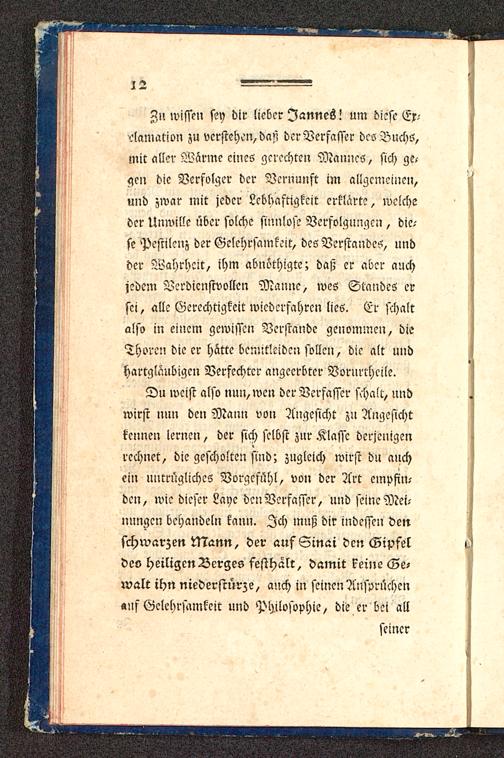 12
Zu wissen sey dir lieber Jannes! um diese Ex-
clamation zu verstehen, daß der Verfasser des Buchs,
mit aller Wärme eines gerechten Mannes, sich ge-
gen die Verfolger der Vernunft im allgemeinen,
und zwar mit jeder Lebhaftigkeit erklärte, welche
der Unwille über solche sinnlose Verfolgungen, die-
se Pestilenz der Gelehrsamkeit, des Verstandes, und
der Wahrheit, ihm abnöthigte; daß er aber auch
jedem Verdienstvollen Manne, wes Standes er
sei, alle Gerechtigkeit wiederfahren lies. Er schalt
also in einem gewissen Verstande genommen, die
Thoren die er hätte bemitleiden sollen, die alt und
hartgläubigen Verfechter angeerbter Vorurtheile.
Du weist also nun, wen der Verfasser schalt, und
wirst nun den Mann von Angesicht zu Angesicht
kennen lernen, der sich selbst zur Klasse derjenigen
rechnet, die gescholten sind; zugleich wirst du auch
ein untrügliches Vorgefühl, von der Art empfin-
den, wie dieser Laye den Verfasser, und seine Mei-
nungen behandeln kann. Ich muß dir indessen den
schwarzen Mann, der auf Sinai den Gipfel
des heiligen Berges festhält, damit keine Ge-
walt ihn niederstürze, auch in seinen Ansprüchen
auf Gelehrsamkeit und Philosophie, die er bei all
seiner